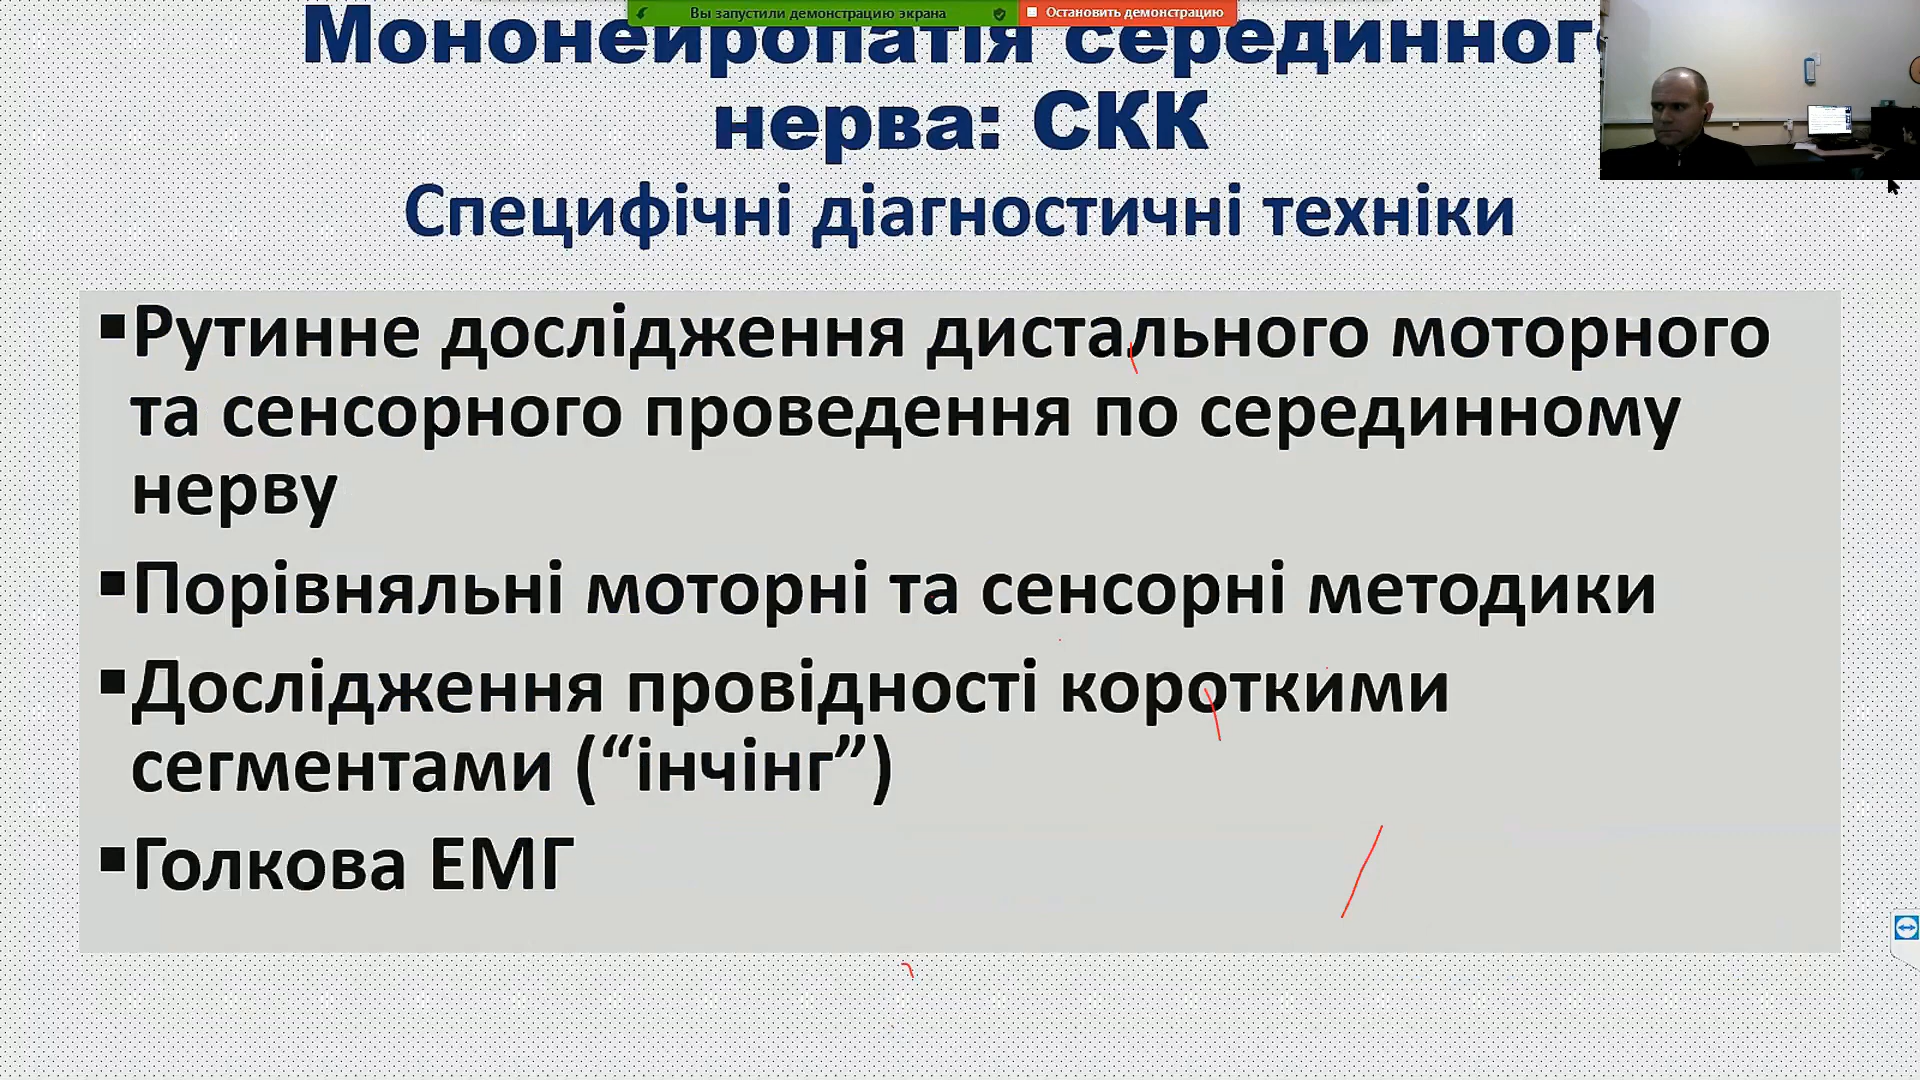 Вы запустили демонстрацию экрана
Остановить демонстрацию
Мононейропатія серединного
нерва: СКК
Специфічні діагностичні техніки
▪Рутинне дослідження дистального моторного
та сенсорного проведення по серединному
нерву
▪Порівняльні моторні та сенсорні методики
▪Дослідження провідності короткими
сегментами (“інчінг”)
▪Голкова ЕМГ